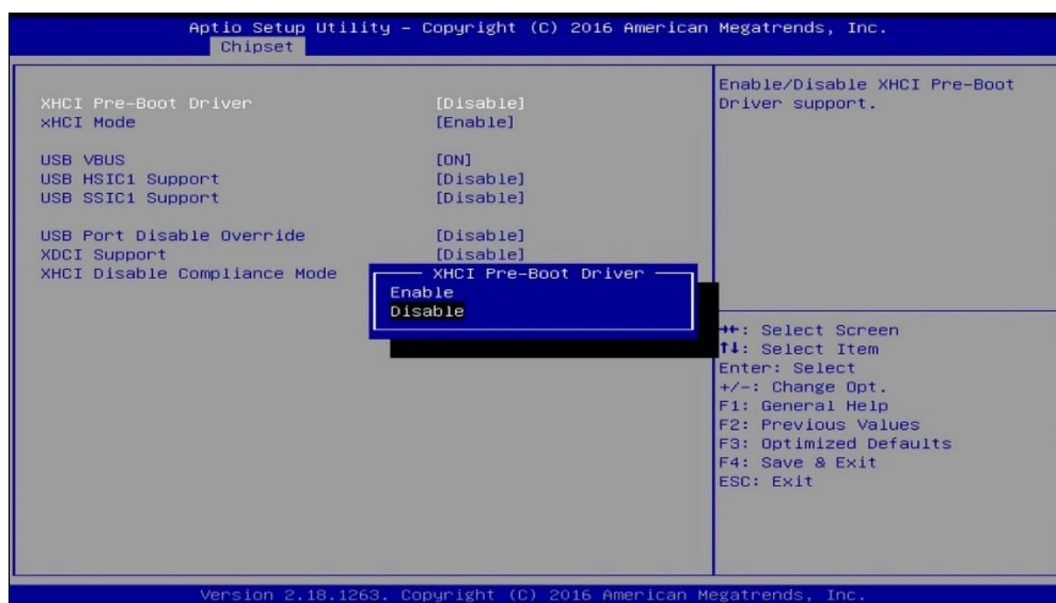 Aptio Setup Utility – Copyright (C) 2016 American Megatrends, Inc.
Chipset
XHCI Pre-Boot Driver [Disable]
xHCI Mode [Enable]
USB VBUS [ON]
USB HSIC1 Support [Disable]
USB SSIC1 Support [Disable]
USB Port Disable Override [Disable]
XDCI Support [Disable]
XHCI Disable Compliance Mode
XHCI Pre-Boot Driver
Enable
Disable
Enable/Disable XHCI Pre-Boot
Driver support.
→←: Select Screen
↑↓: Select Item
Enter: Select
+/-: Change Opt.
F1: General Help
F2: Previous Values
F3: Optimized Defaults
F4: Save & Exit
ESC: Exit
Version 2.18.1263. Copyright (C) 2016 American Megatrends, Inc.